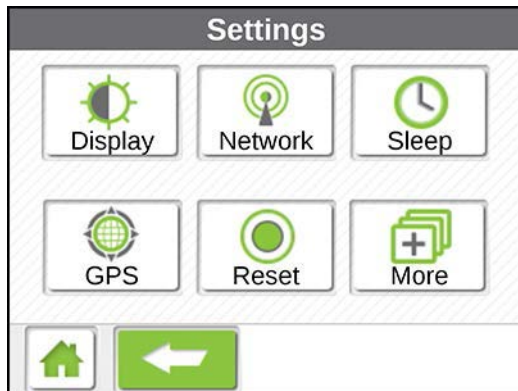 Settings
Display
Network
Sleep
GPS
Reset
More